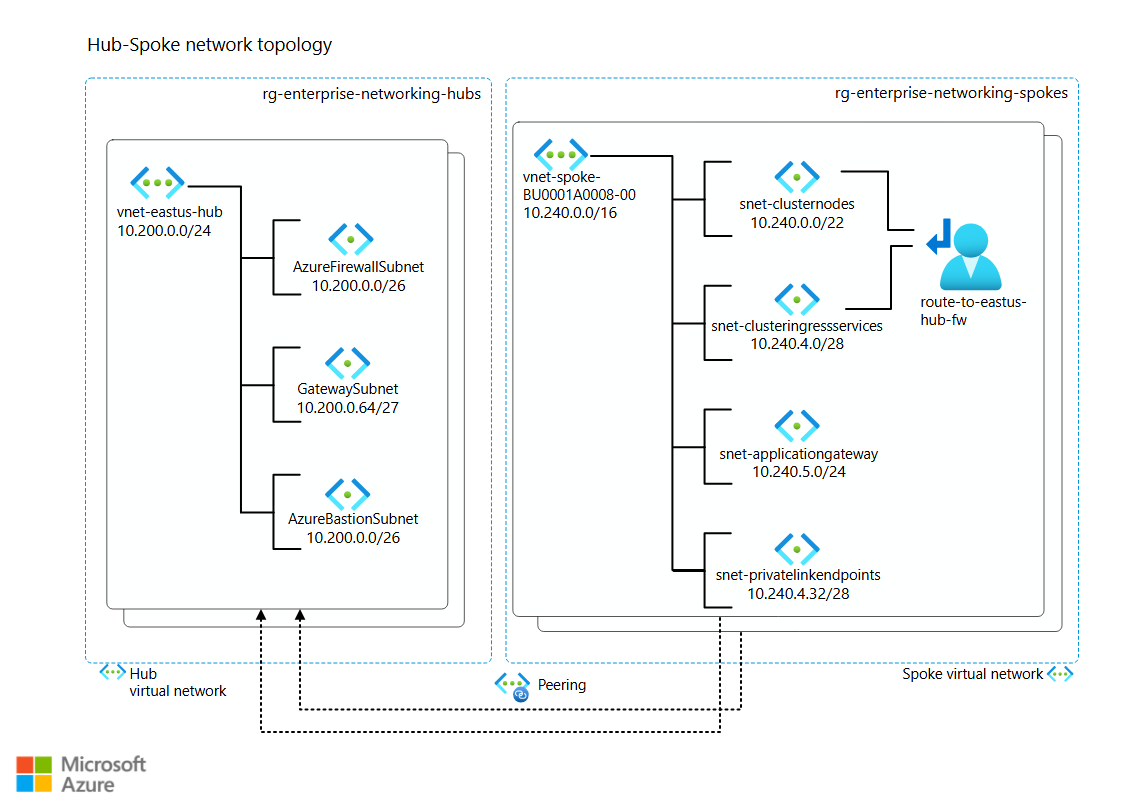 Hub-Spoke network topology
rg-enterprise-networking-hubs
vnet-eastus-hub
10.200.0.0/24
AzureFirewallSubnet
10.200.0.0/26
GatewaySubnet
10.200.0.64/27
AzureBastionSubnet
10.200.0.0/26
Hub
virtual network
rg-enterprise-networking-spokes
vnet-spoke-
BU0001A0008-00
10.240.0.0/16
snet-clusternodes
10.240.0.0/22
snet-clusteringressservices
10.240.4.0/28
snet-applicationgateway
10.240.5.0/24
snet-privatelinkendpoints
10.240.4.32/28
route-to-eastus-
hub-fw
Peering
Spoke virtual network
Microsoft
Azure